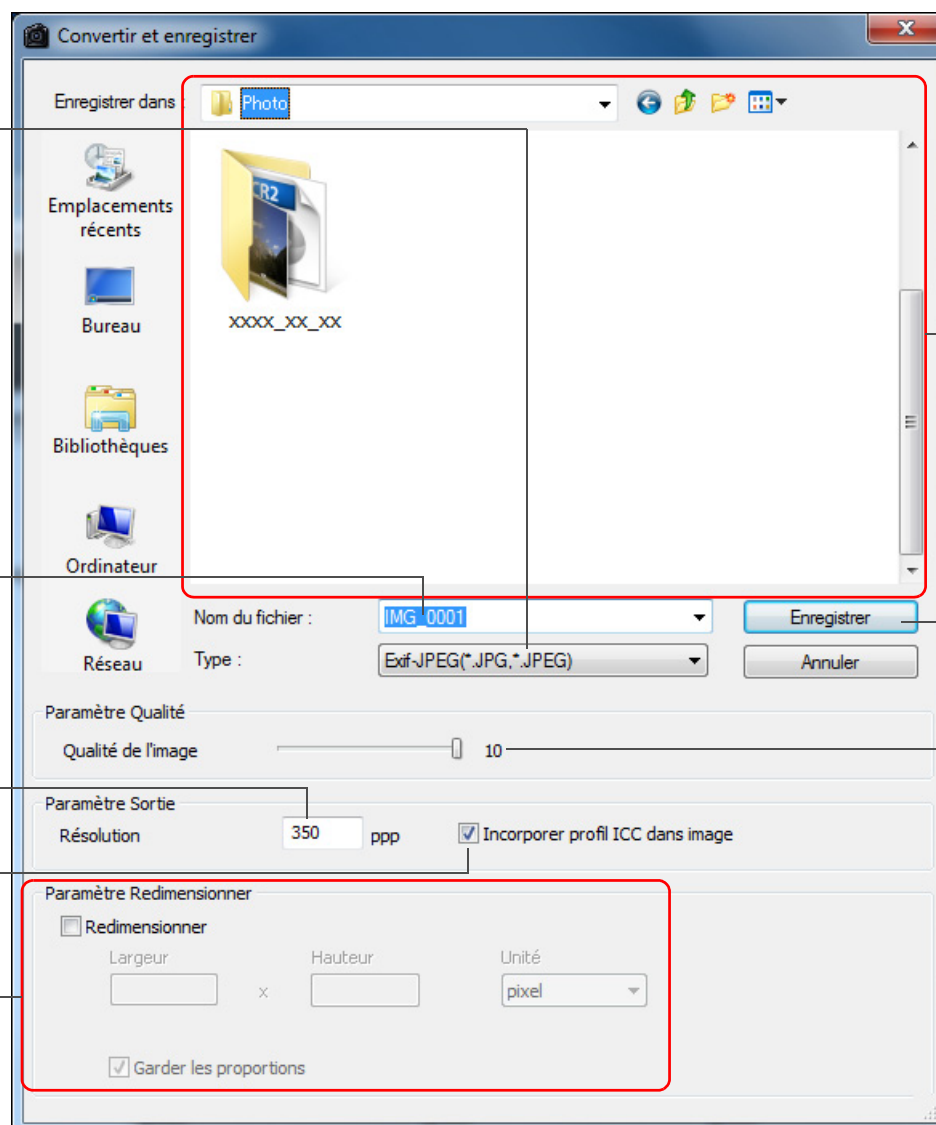 Convertir et enregistrer
x
Enregistrer dans : Photo
Emplacements
récents
CR2
xxxx_xx_xx
Bureau
Bibliothèques
Ordinateur
Réseau
Nom du fichier : IMG_0001 Enregistrer
Type : Exif-JPEG(*.JPG,*.JPEG) Annuler
Paramètre Qualité
Qualité de l'image 10
Paramètre Sortie
Résolution 350 ppp Incorporer profil ICC dans image
Paramètre Redimensionner
Redimensionner
Largeur Hauteur Unité
x pixel
Garder les proportions